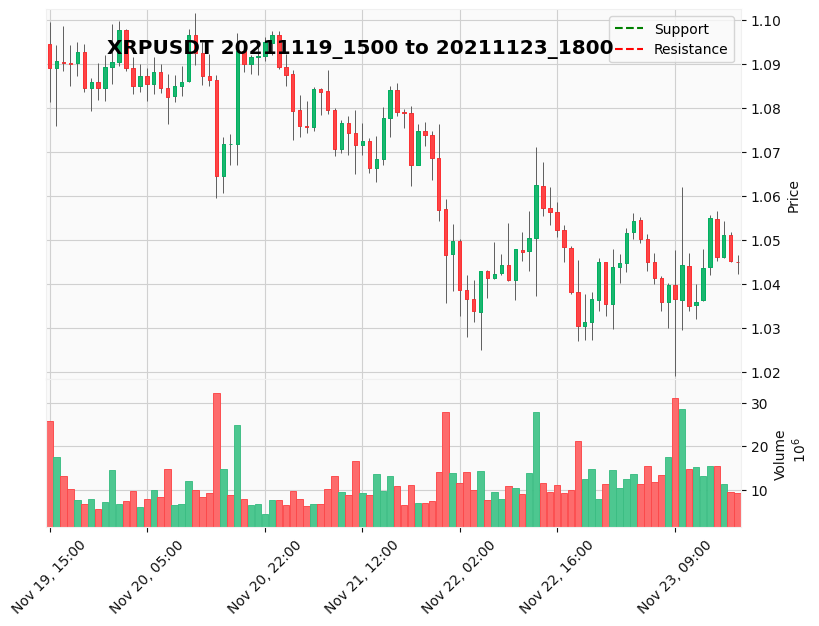 XRPUSDT 20211119_1500 to 20211123_1800
Support
Resistance
1.10
1.09
1.08
1.07
1.06
1.05
1.04
1.03
1.02
Price
30
20
10
Volume
10⁶
Nov 19, 15:00
Nov 20, 05:00
Nov 20, 22:00
Nov 21, 12:00
Nov 22, 02:00
Nov 22, 16:00
Nov 23, 09:00